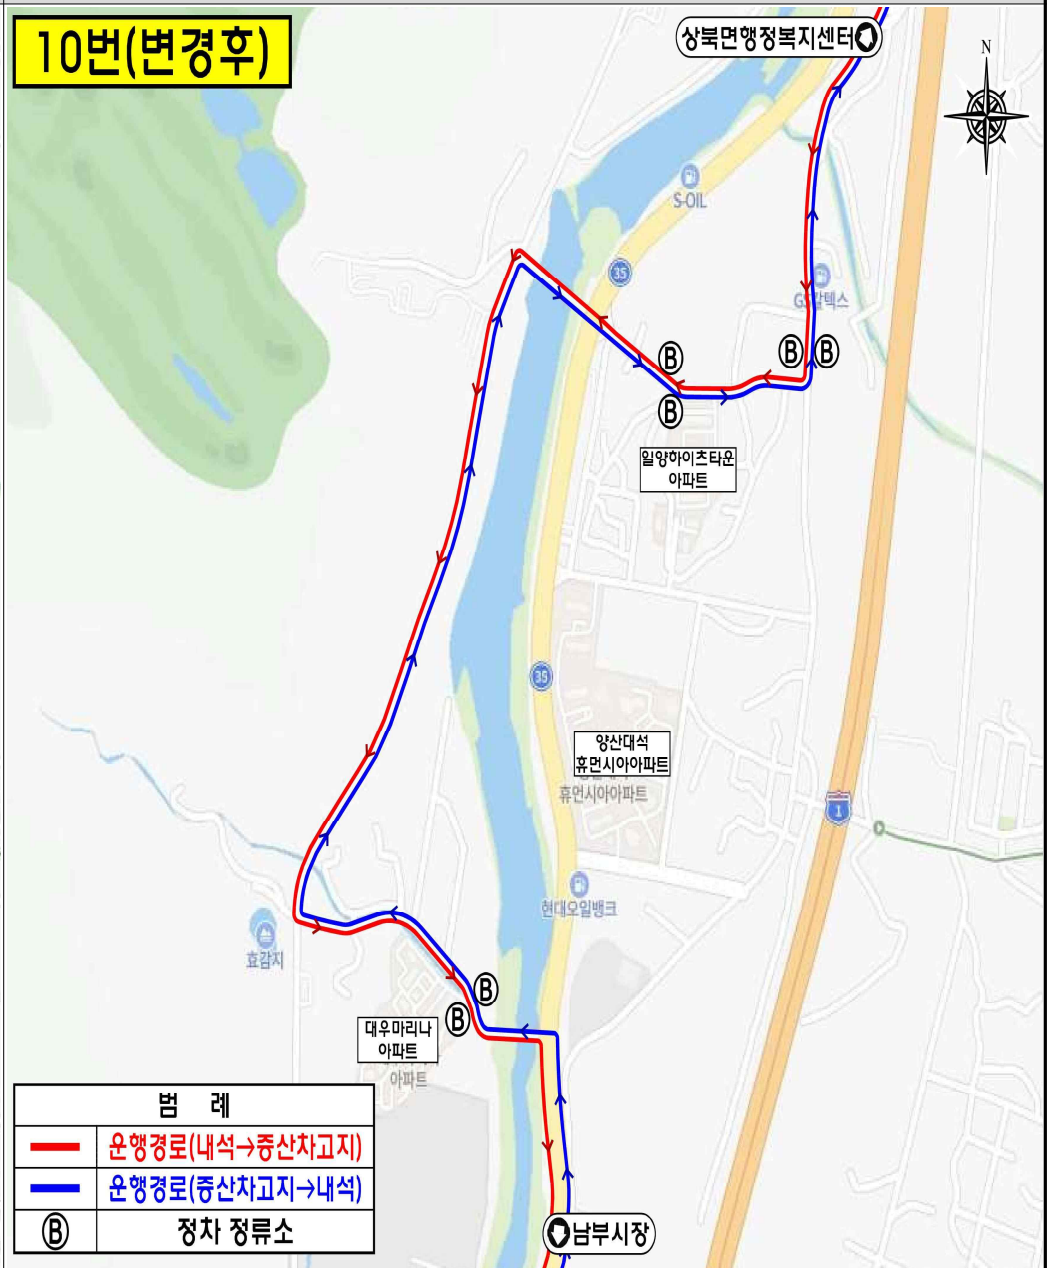 10번(변경후)
상북면행정복지센터
N
S-OIL
35
GS칼텍스
B
B B
B
일양하이츠타운
아파트
35
양산대석
휴먼시아아파트
휴먼시아아파트
1
현대오일뱅크
효감지
B
B
대우마리나
아파트
아파트
범 례
운행경로(내석→증산차고지)
운행경로(증산차고지→내석)
B 정차 정류소
남부시장